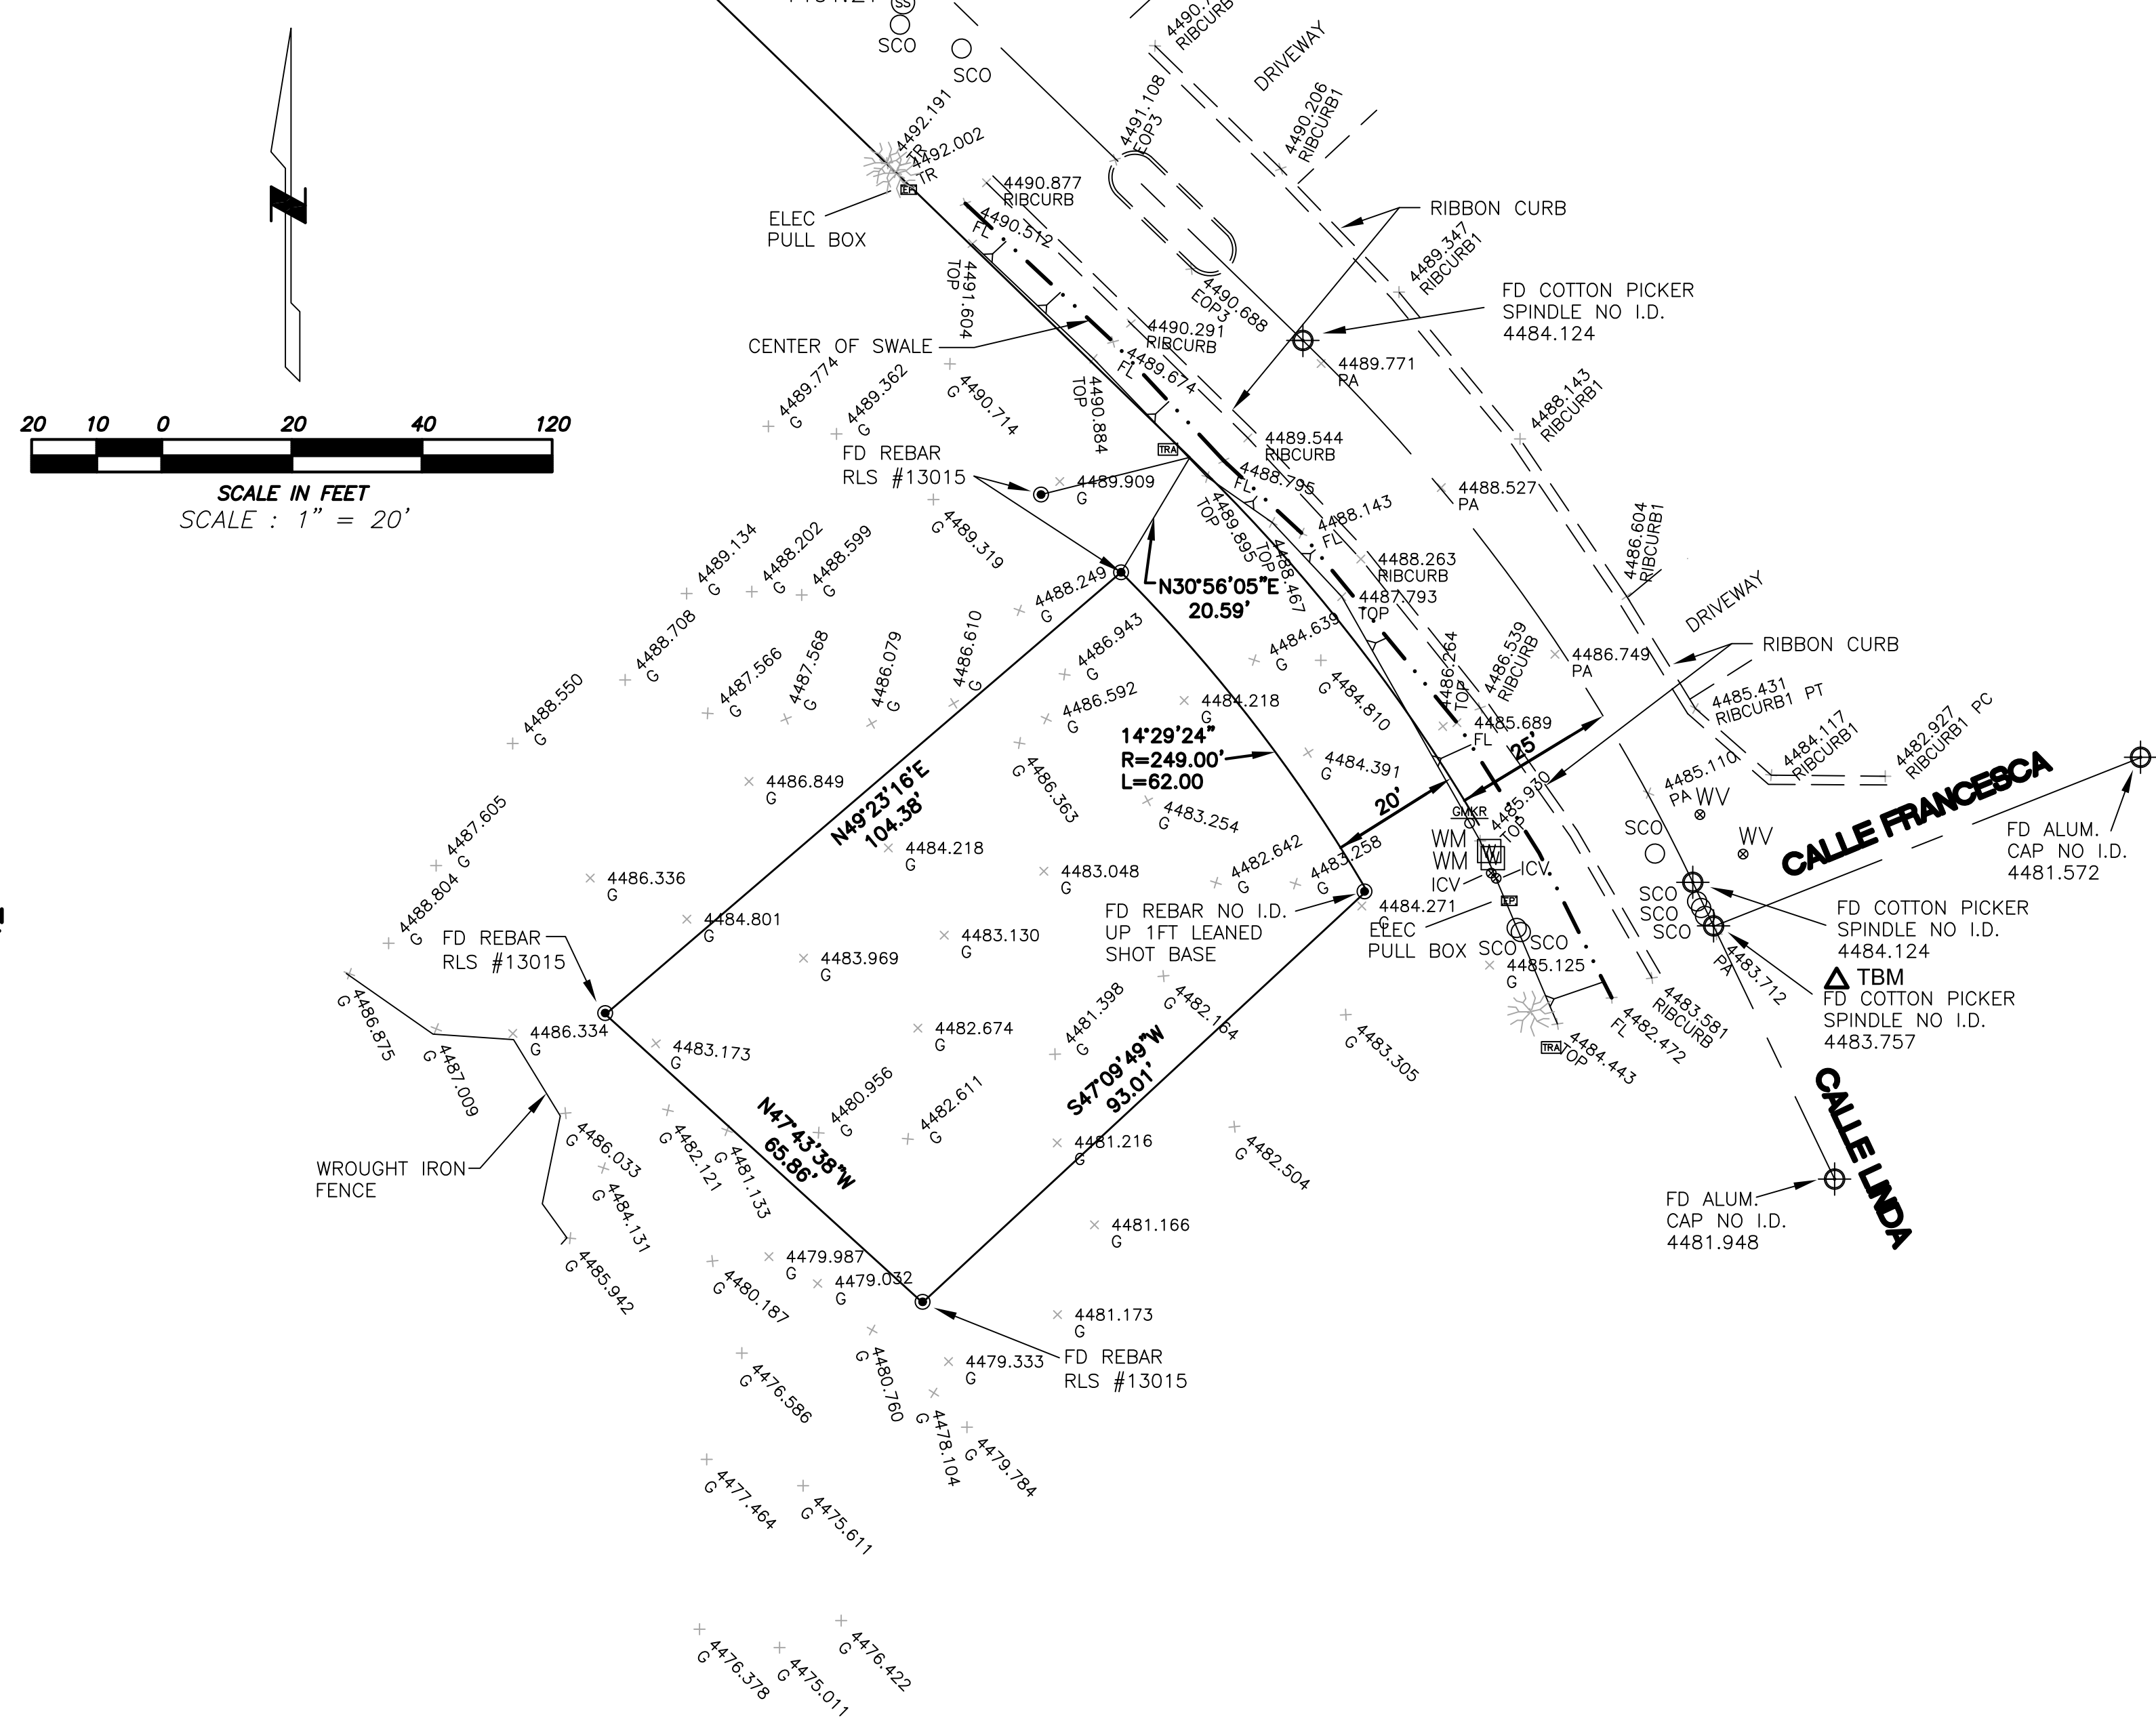 SS
SCO
SCO
4490.7
RIBCURB
DRIVEWAY
4490.206
RIBCURB1
4491.108
EOP3
4492.191
TR
4492.002
TR
EP
ELEC
PULL BOX
4490.877
RIBCURB
4490.512
FL
RIBBON CURB
4489.347
RIBCURB1
4491.604
TOP
4490.688
EOP3
FD COTTON PICKER
SPINDLE NO I.D.
4484.124
4490.291
RIBCURB
CENTER OF SWALE
4489.674
FL
4489.771
PA
4489.774
G
4489.362
G
4490.714
G
4490.884
TOP
4488.143
RIBCURB1
20 10 0 20 40 120
SCALE IN FEET
SCALE : 1" = 20'
FD REBAR
RLS #13015
TRA
4489.544
RIBCURB
4488.795
FL
4489.909
G
4488.527
PA
4489.895
TOP
4488.143
FL
4486.604
RIBCURB1
4489.319
G
4489.134
G
4488.202
G
4488.599
G
4488.249
G
N30°56'05"E
20.59'
4488.467
TOP
4488.263
RIBCURB
4487.793
TOP
DRIVEWAY
4488.708
G
4487.566
G
4487.568
G
4486.079
G
4486.610
G
4486.943
G
4484.639
G
4486.264
TOP
4486.539
RIBCURB
4486.749
PA
RIBBON CURB
4488.550
G
4486.592
G
4484.218
G
4484.810
G
4485.689
FL
4485.431
RIBCURB1 PT
14°29'24"
R=249.00'
L=62.00
25'
4484.117
RIBCURB1
4482.927
RIBCURB1 PC
N49°23'16"E
104.38'
4486.849
G
4486.363
G
4484.391
G
4483.254
G
20'
4485.930
TOP
4485.110
PA
WV
WV
CALLE FRANCESCA
GMKR
WM
WM
W
ICV
ICV
SCO
FD ALUM.
CAP NO I.D.
4481.572
4487.605
G
4484.218
G
4486.336
G
4483.048
G
4482.642
G
4483.258
G
4488.804
G
4484.801
G
FD REBAR NO I.D.
UP 1FT LEANED
SHOT BASE
4484.271
G
EP
ELEC
PULL BOX
SCO
SCO
SCO
SCO
SCO
FD COTTON PICKER
SPINDLE NO I.D.
4484.124
FD REBAR
RLS #13015
4483.130
G
4483.969
G
4485.125
G
4483.712
PA
TBM
FD COTTON PICKER
SPINDLE NO I.D.
4483.757
4486.875
G
4487.009
G
4486.334
G
4483.173
G
4482.674
G
4481.398
G
4482.164
G
4483.305
G
4483.581
RIBCURB
4482.472
FL
4484.443
TOP
TRA
S47°09'49"W
93.01'
N47°43'38"W
65.86'
4480.956
G
4482.611
G
CALLE LINDA
WROUGHT IRON
FENCE
4486.033
G
4482.121
G
4481.133
G
4481.216
G
4482.504
G
4484.131
G
FD ALUM.
CAP NO I.D.
4481.948
4485.942
G
4481.166
G
4479.987
G
4479.032
G
4480.187
G
4481.173
G
4480.760
G
4479.333
G
FD REBAR
RLS #13015
4476.586
G
4478.104
G
4479.784
G
4477.464
G
4475.611
G
4476.378
G
4475.011
G
4476.422
G